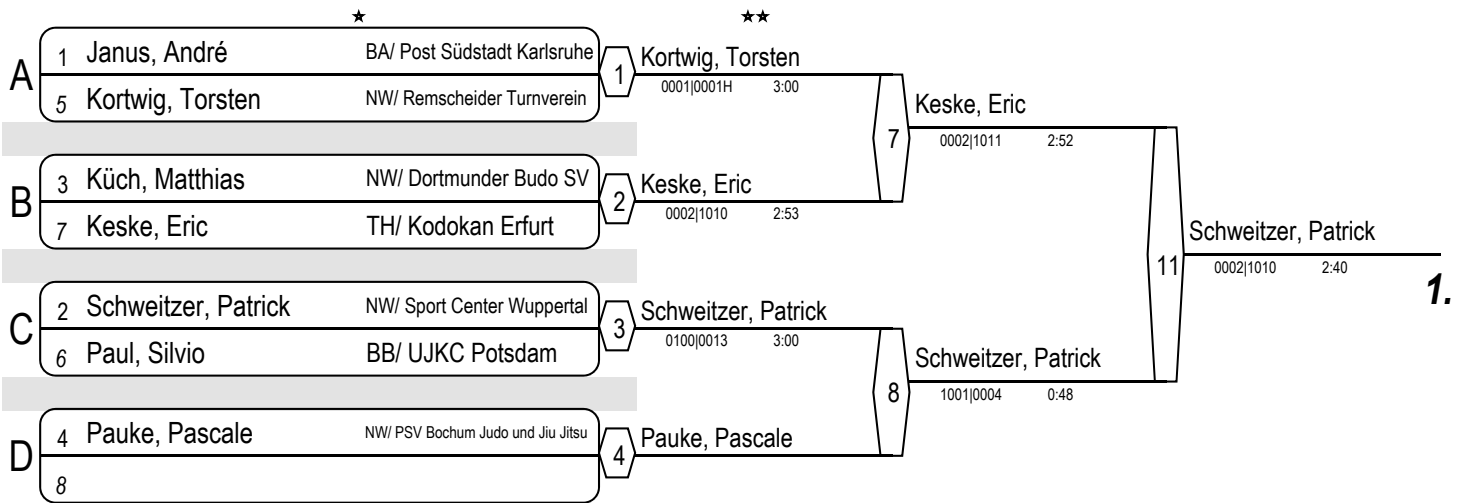 ★ ★★
A
1 Janus, André BA/ Post Südstadt Karlsruhe
5 Kortwig, Torsten NW/ Remscheider Turnverein
1
Kortwig, Torsten
0001|0001H 3:00
B
3 Küch, Matthias NW/ Dortmunder Budo SV
7 Keske, Eric TH/ Kodokan Erfurt
2
Keske, Eric
0002|1010 2:53
7
Keske, Eric
0002|1011 2:52
C
2 Schweitzer, Patrick NW/ Sport Center Wuppertal
6 Paul, Silvio BB/ UJKC Potsdam
3
Schweitzer, Patrick
0100|0013 3:00
D
4 Pauke, Pascale NW/ PSV Bochum Judo und Jiu Jitsu
8
4
Pauke, Pascale
8
Schweitzer, Patrick
1001|0004 0:48
11
Schweitzer, Patrick
0002|1010 2:40
1.